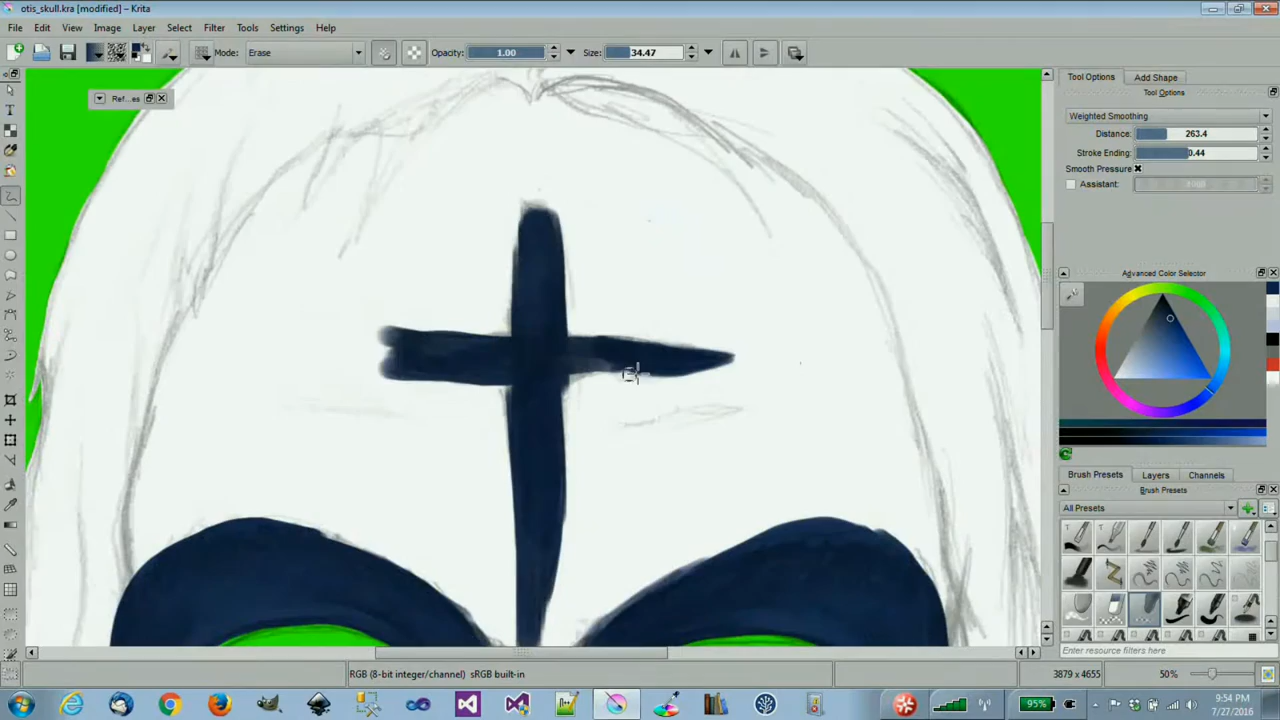 otis_skull.kra [modified] - Krita
File Edit View Image Layer Select Filter Tools Settings Help
Mode: Erase Opacity: 1.00 Size: 34.47
Ref...es
Tool Options Add Shape
Tool Options
Weighted Smoothing
Distance: 263.4
Stroke Ending: 0.44
Smooth Pressure
Assistant:
Advanced Color Selector
Brush Presets Layers Channels
Brush Presets
All Presets
Enter resource filters here
RGB (8-bit integer/channel) sRGB built-in 3879 x 4655 50%
95%
9:54 PM
7/27/2016